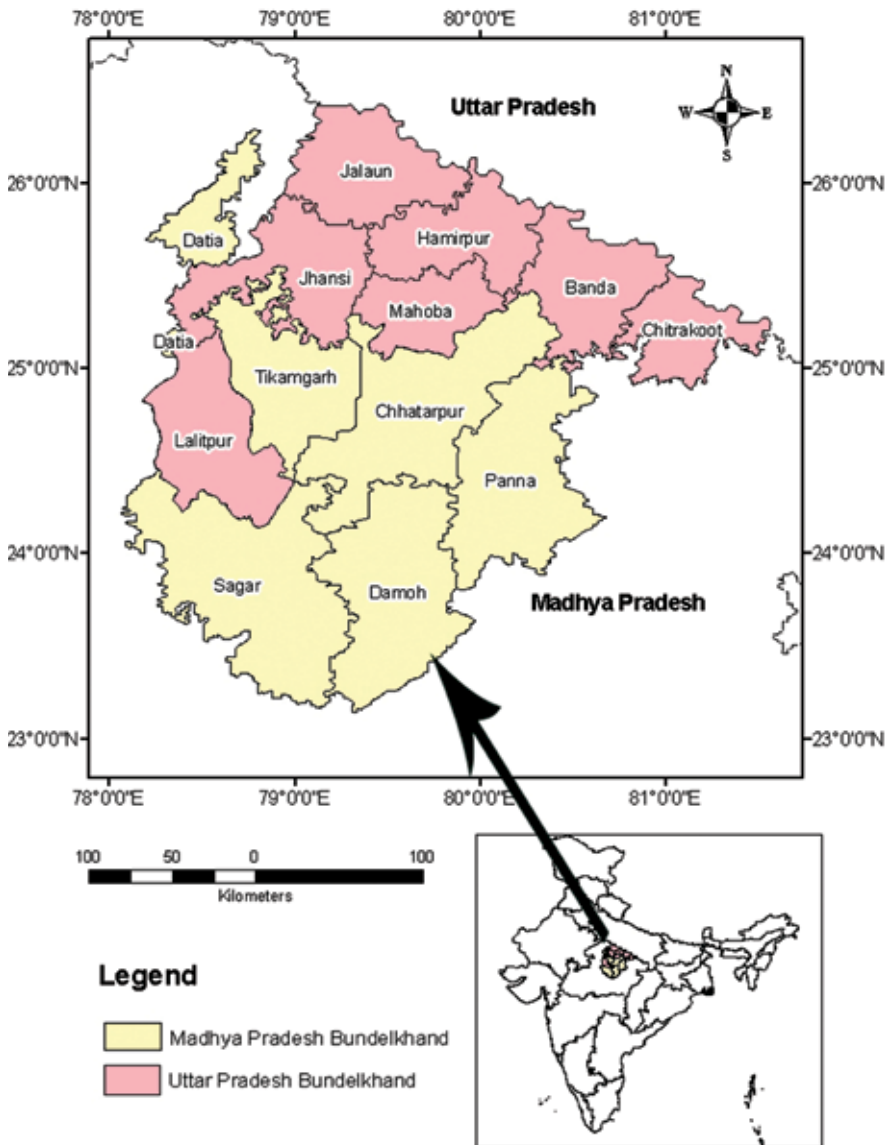 78°0'0"E 79°0'0"E 80°0'0"E 81°0'0"E
N
Uttar Pradesh
W E
S
Jalaun
26°0'0"N 26°0'0"N
Datia
Hamirpur
Jhansi
Banda
Mahoba
Chitrakoot
Datia
25°0'0"N 25°0'0"N
Tikamgarh
Chhatarpur
Lalitpur
Panna
24°0'0"N 24°0'0"N
Sagar
Damoh
Madhya Pradesh
23°0'0"N 23°0'0"N
78°0'0"E 79°0'0"E 80°0'0"E 81°0'0"E
100 50 0 100
Kilometers
Legend
Madhya Pradesh Bundelkhand
Uttar Pradesh Bundelkhand